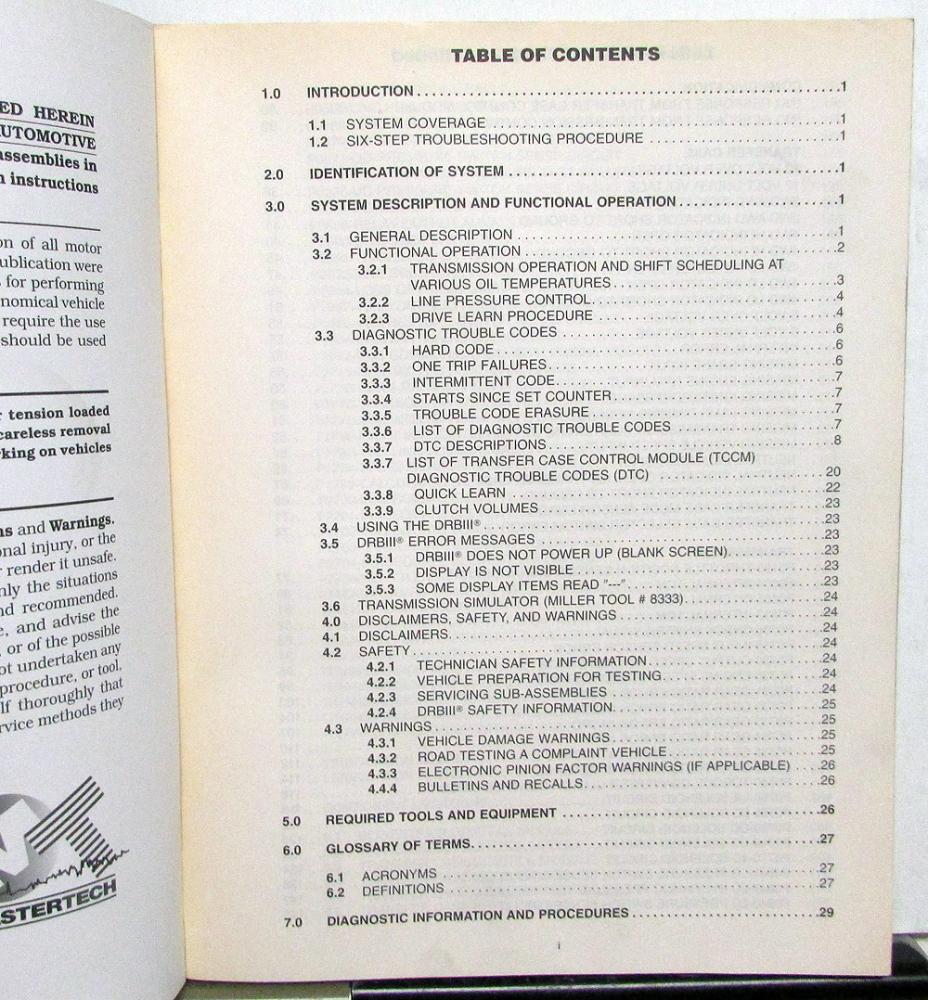 ED HEREIN
UTOMOTIVE
assemblies in
n instructions
on of all motor
ublication were
s for performing
nomical vehicle
require the use
should be used
r tension loaded
careless removal
rking on vehicles
ns and Warnings.
onal injury, or the
r render it unsafe.
nly the situations
nd recommended.
e, and advise the
, or of the possible
ot undertaken any
procedure, or tool,
lf thoroughly that
rvice methods they
STERTECH
TABLE OF CONTENTS
1.0 INTRODUCTION . . . . . . . . . . 1
1.1 SYSTEM COVERAGE . . . . . . . . . . 1
1.2 SIX-STEP TROUBLESHOOTING PROCEDURE . . . . . . . . . . 1
2.0 IDENTIFICATION OF SYSTEM . . . . . . . . . . 1
3.0 SYSTEM DESCRIPTION AND FUNCTIONAL OPERATION . . . . . . . . . . 1
3.1 GENERAL DESCRIPTION . . . . . . . . . . 1
3.2 FUNCTIONAL OPERATION . . . . . . . . . . 2
3.2.1 TRANSMISSION OPERATION AND SHIFT SCHEDULING AT
VARIOUS OIL TEMPERATURES . . . . . . . . . . 3
3.2.2 LINE PRESSURE CONTROL . . . . . . . . . . 4
3.2.3 DRIVE LEARN PROCEDURE . . . . . . . . . . 4
3.3 DIAGNOSTIC TROUBLE CODES . . . . . . . . . . 6
3.3.1 HARD CODE . . . . . . . . . . 6
3.3.2 ONE TRIP FAILURES . . . . . . . . . . 6
3.3.3 INTERMITTENT CODE . . . . . . . . . . 7
3.3.4 STARTS SINCE SET COUNTER . . . . . . . . . . 7
3.3.5 TROUBLE CODE ERASURE . . . . . . . . . . 7
3.3.6 LIST OF DIAGNOSTIC TROUBLE CODES . . . . . . . . . . 7
3.3.7 DTC DESCRIPTIONS . . . . . . . . . . 8
3.3.7 LIST OF TRANSFER CASE CONTROL MODULE (TCCM)
DIAGNOSTIC TROUBLE CODES (DTC) . . . . . . . . . . 20
3.3.8 QUICK LEARN . . . . . . . . . . 22
3.3.9 CLUTCH VOLUMES . . . . . . . . . . 23
3.4 USING THE DRBIII® . . . . . . . . . . 23
3.5 DRBIII® ERROR MESSAGES . . . . . . . . . . 23
3.5.1 DRBIII® DOES NOT POWER UP (BLANK SCREEN) . . . . . . . . . . 23
3.5.2 DISPLAY IS NOT VISIBLE . . . . . . . . . . 23
3.5.3 SOME DISPLAY ITEMS READ "---" . . . . . . . . . . 23
3.6 TRANSMISSION SIMULATOR (MILLER TOOL # 8333) . . . . . . . . . . 24
4.0 DISCLAIMERS, SAFETY, AND WARNINGS . . . . . . . . . . 24
4.1 DISCLAIMERS . . . . . . . . . . 24
4.2 SAFETY . . . . . . . . . . 24
4.2.1 TECHNICIAN SAFETY INFORMATION . . . . . . . . . . 24
4.2.2 VEHICLE PREPARATION FOR TESTING . . . . . . . . . . 24
4.2.3 SERVICING SUB-ASSEMBLIES . . . . . . . . . . 24
4.2.4 DRBIII® SAFETY INFORMATION . . . . . . . . . . 25
4.3 WARNINGS . . . . . . . . . . 25
4.3.1 VEHICLE DAMAGE WARNINGS . . . . . . . . . . 25
4.3.2 ROAD TESTING A COMPLAINT VEHICLE . . . . . . . . . . 25
4.3.3 ELECTRONIC PINION FACTOR WARNINGS (IF APPLICABLE) . . . . 26
4.4.4 BULLETINS AND RECALLS . . . . . . . . . . 26
5.0 REQUIRED TOOLS AND EQUIPMENT . . . . . . . . . . 26
6.0 GLOSSARY OF TERMS . . . . . . . . . . 27
6.1 ACRONYMS . . . . . . . . . . 27
6.2 DEFINITIONS . . . . . . . . . . 27
7.0 DIAGNOSTIC INFORMATION AND PROCEDURES . . . . . . . . . . 29
i